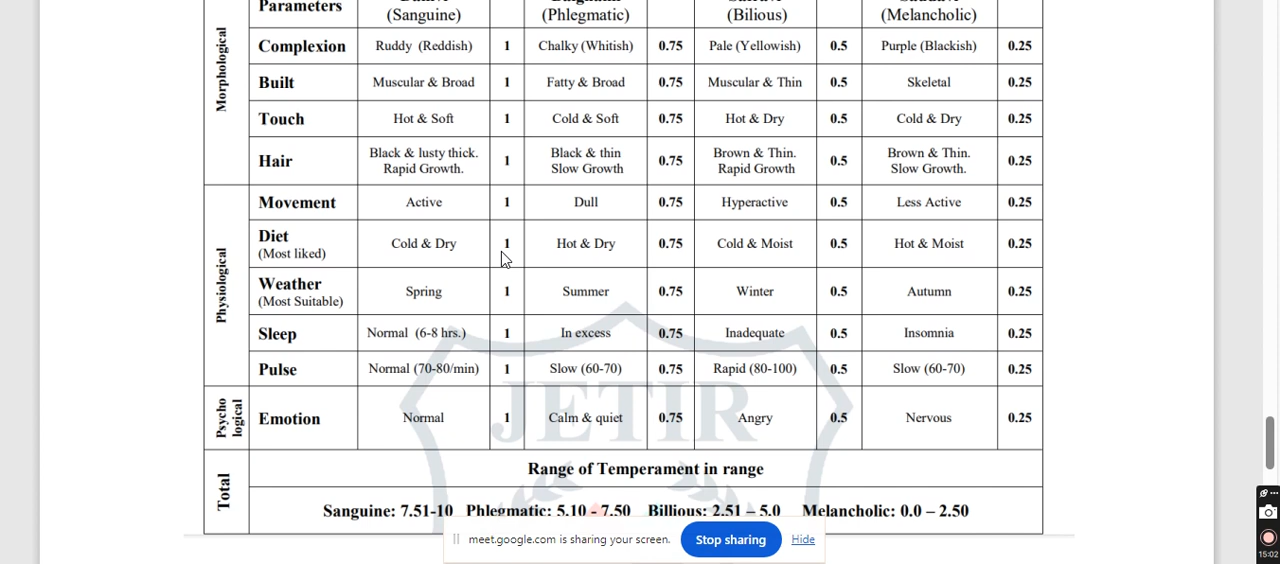 Parameters
(Sanguine) (Phlegmatic) (Bilious) (Melancholic)
Morphological
Complexion Ruddy (Reddish) 1 Chalky (Whitish) 0.75 Pale (Yellowish) 0.5 Purple (Blackish) 0.25
Built Muscular & Broad 1 Fatty & Broad 0.75 Muscular & Thin 0.5 Skeletal 0.25
Touch Hot & Soft 1 Cold & Soft 0.75 Hot & Dry 0.5 Cold & Dry 0.25
Hair Black & lusty thick. 1 Black & thin 0.75 Brown & Thin. 0.5 Brown & Thin. 0.25
Rapid Growth. Slow Growth Rapid Growth Slow Growth.
Physiological
Movement Active 1 Dull 0.75 Hyperactive 0.5 Less Active 0.25
Diet Cold & Dry 1 Hot & Dry 0.75 Cold & Moist 0.5 Hot & Moist 0.25
(Most liked)
Weather Spring 1 Summer 0.75 Winter 0.5 Autumn 0.25
(Most Suitable)
Sleep Normal (6-8 hrs.) 1 In excess 0.75 Inadequate 0.5 Insomnia 0.25
Pulse Normal (70-80/min) 1 Slow (60-70) 0.75 Rapid (80-100) 0.5 Slow (60-70) 0.25
Psycho
logical
Emotion Normal 1 Calm & quiet 0.75 Angry 0.5 Nervous 0.25
JETIR
Total
Range of Temperament in range
Sanguine: 7.51-10 Phlegmatic: 5.10 - 7.50 Billious: 2.51 – 5.0 Melancholic: 0.0 – 2.50
meet.google.com is sharing your screen. Stop sharing Hide
15:02